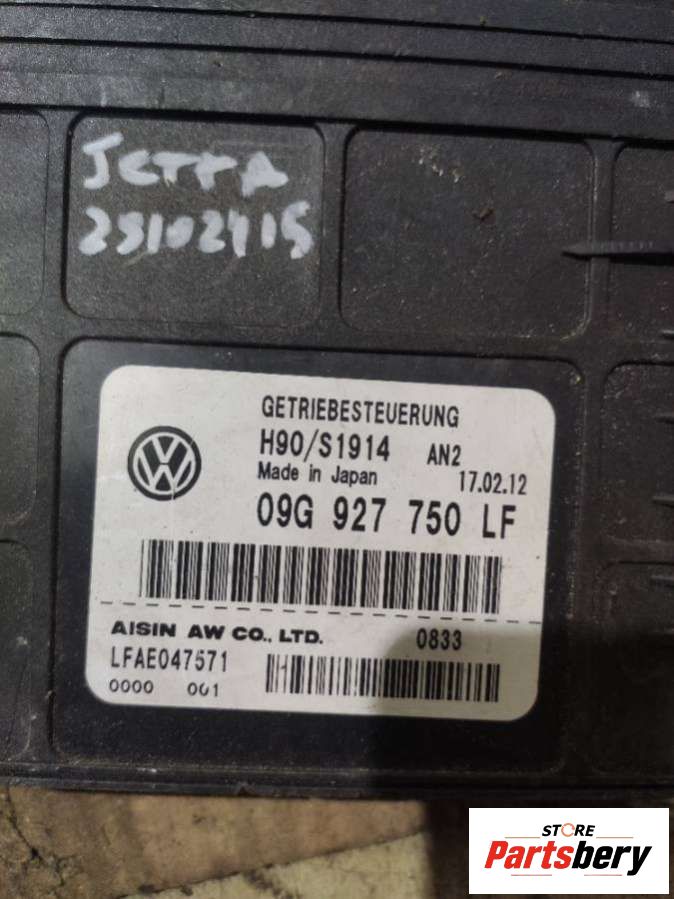 JETTA
25102415
GETRIEBESTEUERUNG
H90/S1914 AN2
Made in Japan 17.02.12
09G 927 750 LF
AISIN AW CO., LTD. 0833
LFAE047571
0000 001
STORE
Partsbery